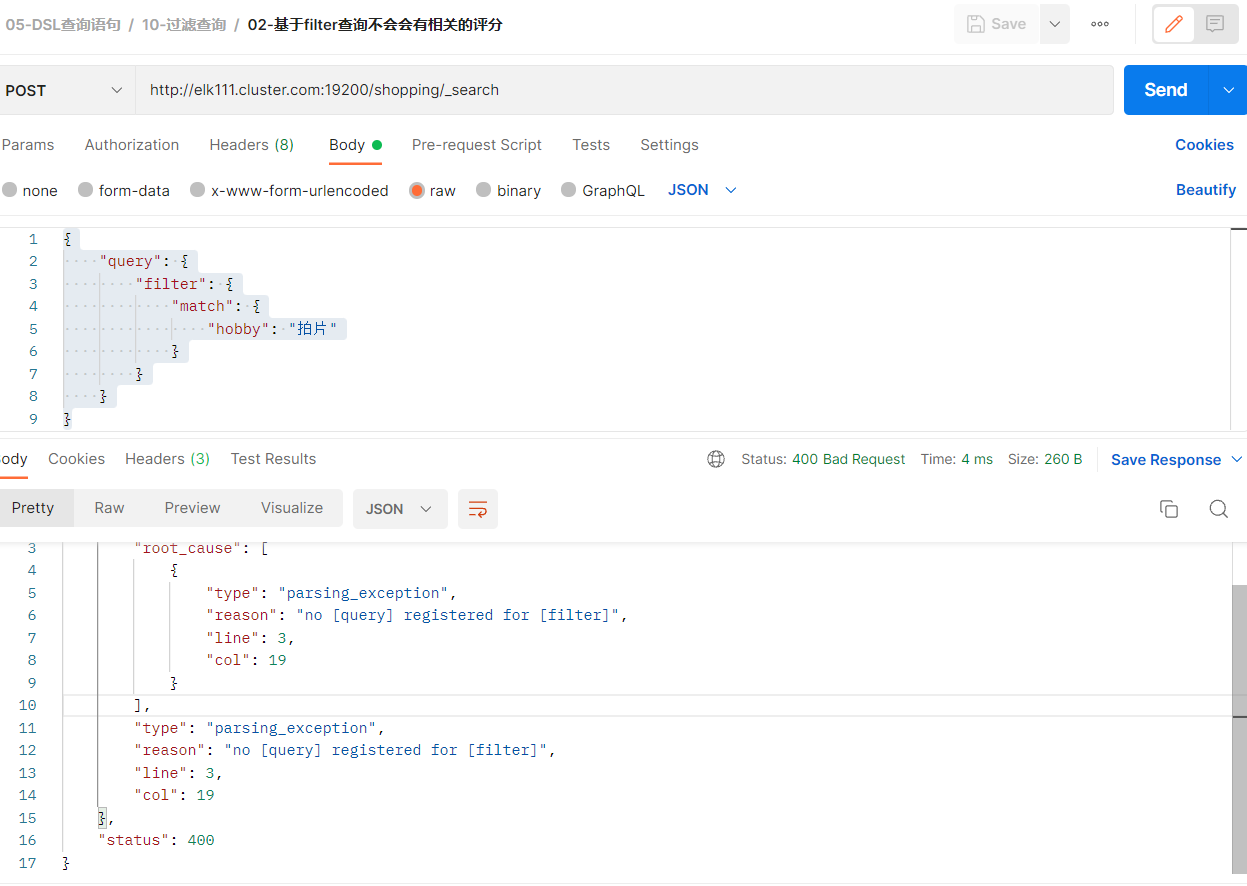 05-DSL查询语句 / 10-过滤查询 / 02-基于filter查询不会会有相关的评分
Save
POST
http://elk111.cluster.com:19200/shopping/_search
Send
Params Authorization Headers (8) Body Pre-request Script Tests Settings Cookies
none form-data x-www-form-urlencoded raw binary GraphQL JSON Beautify
1 {
2 "query": {
3 "filter": {
4 "match": {
5 "hobby": "拍片"
6 }
7 }
8 }
9 }
ody Cookies Headers (3) Test Results Status: 400 Bad Request Time: 4 ms Size: 260 B Save Response
Pretty Raw Preview Visualize JSON
3 "root_cause": [
4 {
5 "type": "parsing_exception",
6 "reason": "no [query] registered for [filter]",
7 "line": 3,
8 "col": 19
9 }
10 ],
11 "type": "parsing_exception",
12 "reason": "no [query] registered for [filter]",
13 "line": 3,
14 "col": 19
15 },
16 "status": 400
17 }